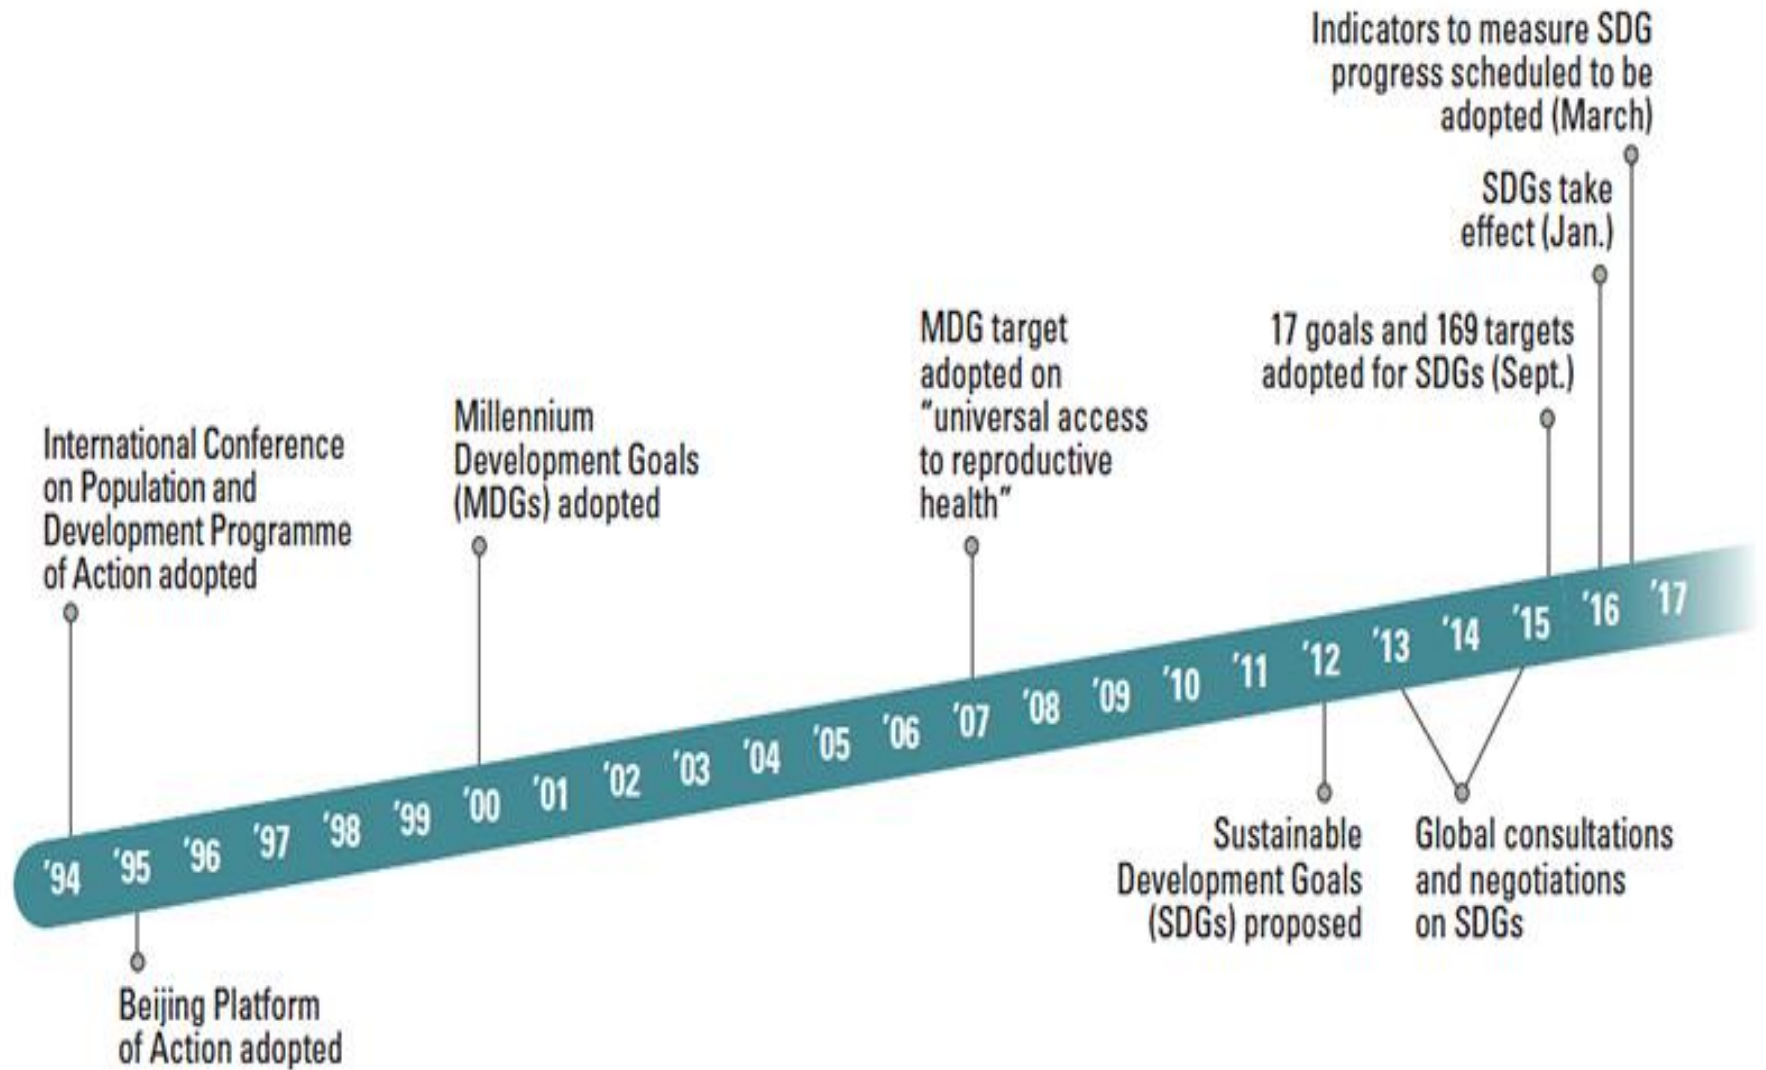 Indicators to measure SDG
progress scheduled to be
adopted (March)
SDGs take
effect (Jan.)
17 goals and 169 targets
adopted for SDGs (Sept.)
MDG target
adopted on
“universal access
to reproductive
health”
Millennium
Development Goals
(MDGs) adopted
International Conference
on Population and
Development Programme
of Action adopted
’94 ’95 ’96 ’97 ’98 ’99 ’00 ’01 ’02 ’03 ’04 ’05 ’06 ’07 ’08 ’09 ’10 ’11 ’12 ’13 ’14 ’15 ’16 ’17
Sustainable
Development Goals
(SDGs) proposed
Global consultations
and negotiations
on SDGs
Beijing Platform
of Action adopted